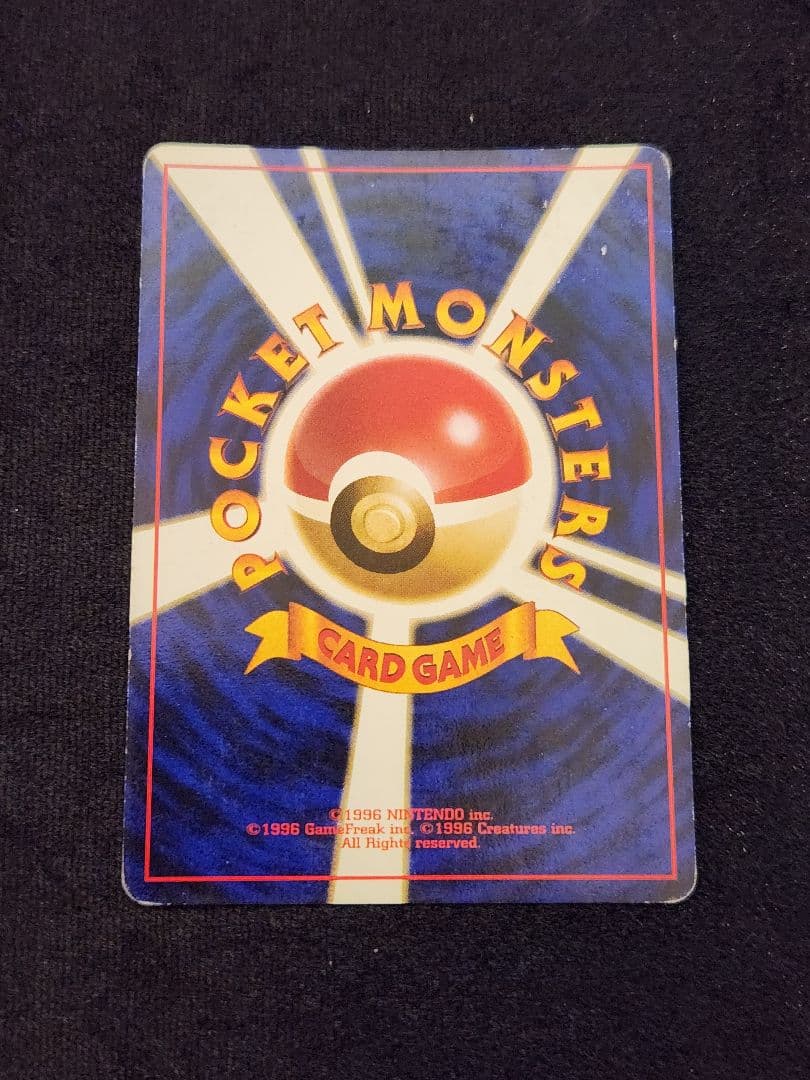 POCKET MONSTERS
CARD GAME
©1996 NINTENDO inc.
©1996 GameFreak inc. ©1996 Creatures inc.
All Rights reserved.